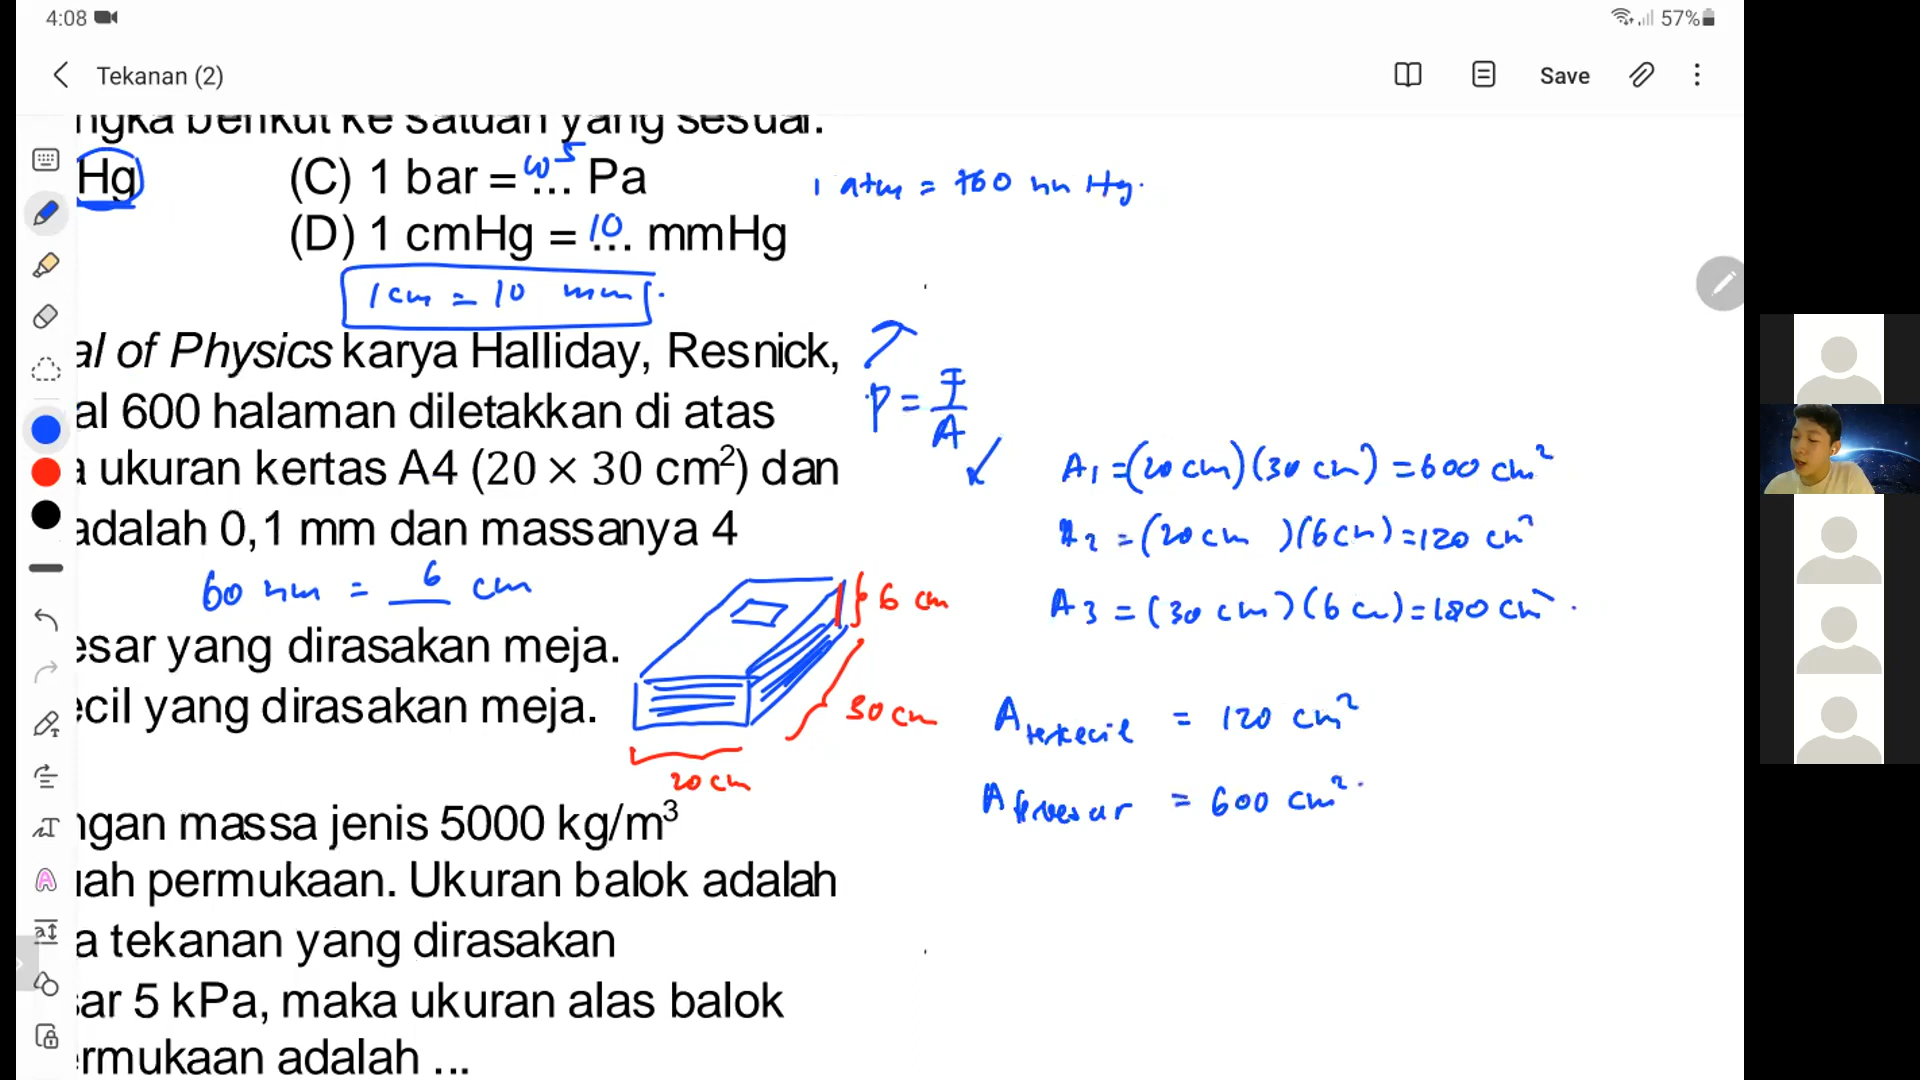 4:08
57%
Tekanan (2)
Save
ngka berikut ke satuan yang sesuai.
Hg
(C) 1 bar = 10^5 ... Pa
1 atm = 760 mm Hg.
(D) 1 cmHg = 10 ... mmHg
1 cm = 10 mm.
al of Physics karya Halliday, Resnick,
P = F/A
al 600 halaman diletakkan di atas
a ukuran kertas A4 (20 × 30 cm²) dan
A1 = (20 cm)(30 cm) = 600 cm²
adalah 0,1 mm dan massanya 4
A2 = (20 cm )(6 cm) = 120 cm²
60 mm = 6 cm
6 cm
A3 = (30 cm)(6 cm) = 180 cm².
esar yang dirasakan meja.
ecil yang dirasakan meja.
30 cm
A terkecil = 120 cm²
20 cm
A terbesar = 600 cm².
ngan massa jenis 5000 kg/m³
uah permukaan. Ukuran balok adalah
a tekanan yang dirasakan
sar 5 kPa, maka ukuran alas balok
ermukaan adalah ...